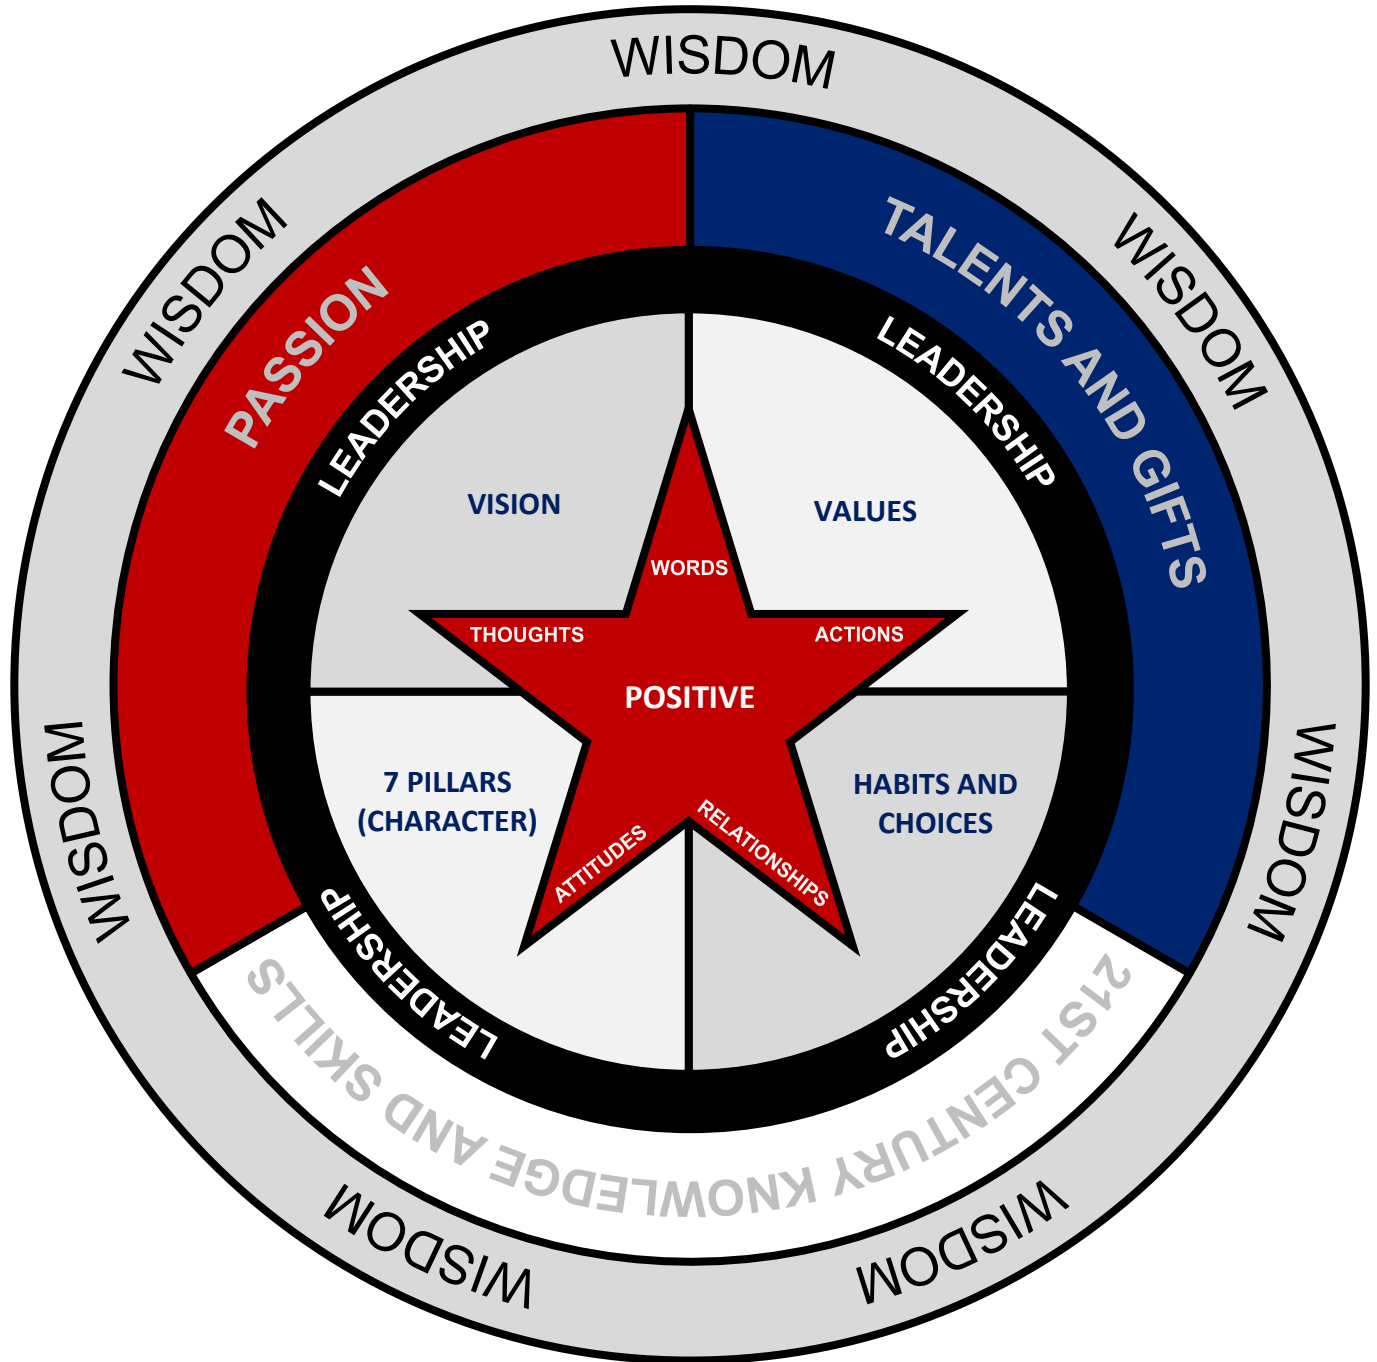 WISDOM
WISDOM
WISDOM
WISDOM
WISDOM
WISDOM
WISDOM
PASSION
TALENTS AND GIFTS
21ST CENTURY KNOWLEDGE AND SKILLS
LEADERSHIP
LEADERSHIP
LEADERSHIP
LEADERSHIP
VISION
VALUES
7 PILLARS
(CHARACTER)
HABITS AND
CHOICES
WORDS
THOUGHTS
ACTIONS
POSITIVE
ATTITUDES
RELATIONSHIPS